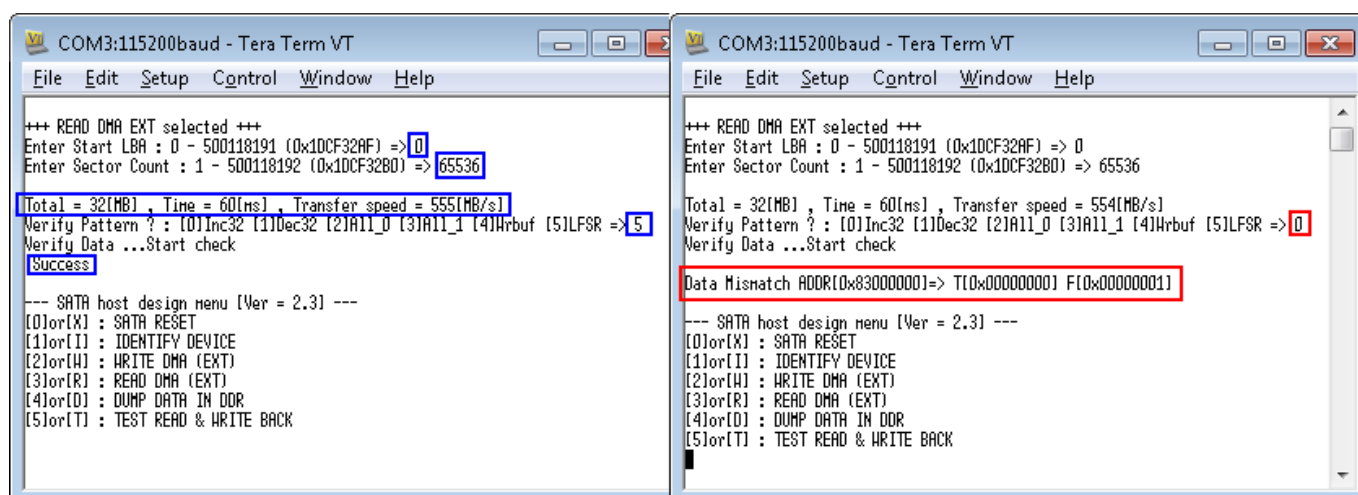 COM3:115200baud - Tera Term VT
File Edit Setup Control Window Help
+++ READ DMA EXT selected +++
Enter Start LBA : 0 - 500118191 (0x1DCF32AF) => 0
Enter Sector Count : 1 - 500118192 (0x1DCF32B0) => 65536
Total = 32[MB] , Time = 60[ms] , Transfer speed = 555[MB/s]
Verify Pattern ? : [0]Inc32 [1]Dec32 [2]All_0 [3]All_1 [4]Wrbuf [5]LFSR => 5
Verify Data ...Start check
Success
--- SATA host design menu [Ver = 2.3] ---
[0]or[X] : SATA RESET
[1]or[I] : IDENTIFY DEVICE
[2]or[W] : WRITE DMA (EXT)
[3]or[R] : READ DMA (EXT)
[4]or[D] : DUMP DATA IN DDR
[5]or[T] : TEST READ & WRITE BACK
COM3:115200baud - Tera Term VT
File Edit Setup Control Window Help
+++ READ DMA EXT selected +++
Enter Start LBA : 0 - 500118191 (0x1DCF32AF) => 0
Enter Sector Count : 1 - 500118192 (0x1DCF32B0) => 65536
Total = 32[MB] , Time = 60[ms] , Transfer speed = 554[MB/s]
Verify Pattern ? : [0]Inc32 [1]Dec32 [2]All_0 [3]All_1 [4]Wrbuf [5]LFSR => 0
Verify Data ...Start check
Data Mismatch ADDR[0x83000000]=> T[0x00000000] F[0x00000001]
--- SATA host design menu [Ver = 2.3] ---
[0]or[X] : SATA RESET
[1]or[I] : IDENTIFY DEVICE
[2]or[W] : WRITE DMA (EXT)
[3]or[R] : READ DMA (EXT)
[4]or[D] : DUMP DATA IN DDR
[5]or[T] : TEST READ & WRITE BACK